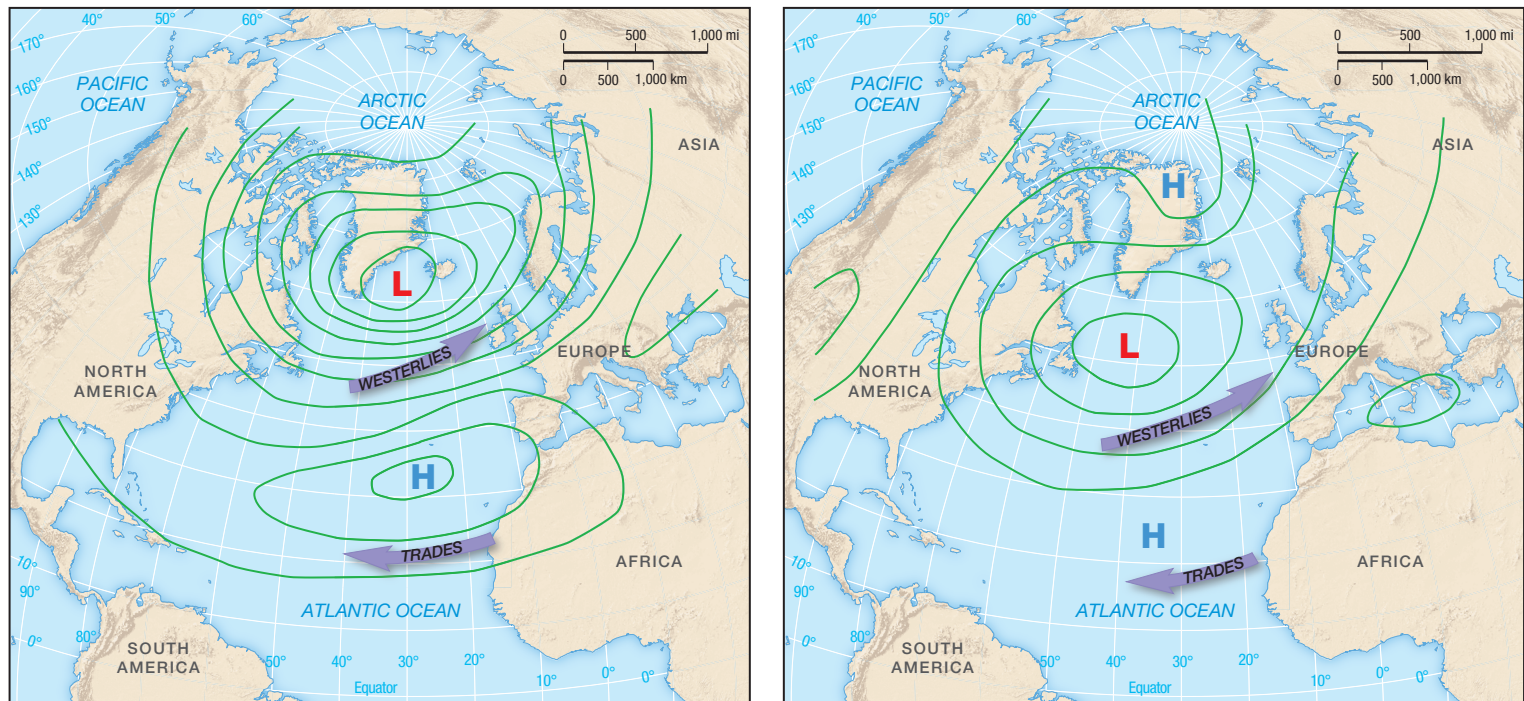 40°
50°
60°
170°
160°
150°
140°
130°
PACIFIC
OCEAN
ARCTIC
OCEAN
0 500 1,000 mi
0 500 1,000 km
ASIA
L
WESTERLIES
EUROPE
NORTH
AMERICA
H
TRADES
AFRICA
ATLANTIC OCEAN
SOUTH
AMERICA
10°
90°
0°
80°
50°
40°
30°
20°
10°
0°
Equator
40°
50°
60°
170°
160°
150°
140°
130°
PACIFIC
OCEAN
ARCTIC
OCEAN
0 500 1,000 mi
0 500 1,000 km
ASIA
H
L
WESTERLIES
EUROPE
NORTH
AMERICA
H
TRADES
AFRICA
ATLANTIC OCEAN
SOUTH
AMERICA
10°
90°
0°
80°
50°
40°
30°
20°
10°
0°
0°
Equator